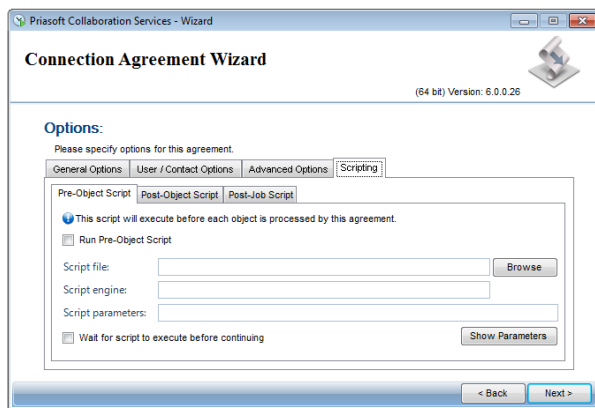 Priasoft Collaboration Services - Wizard
Connection Agreement Wizard
(64 bit) Version: 6.0.0.26
Options:
Please specify options for this agreement.
General Options User / Contact Options Advanced Options Scripting
Pre-Object Script Post-Object Script Post-Job Script
This script will execute before each object is processed by this agreement.
Run Pre-Object Script
Script file: Browse
Script engine:
Script parameters:
Wait for script to execute before continuing Show Parameters
< Back Next >